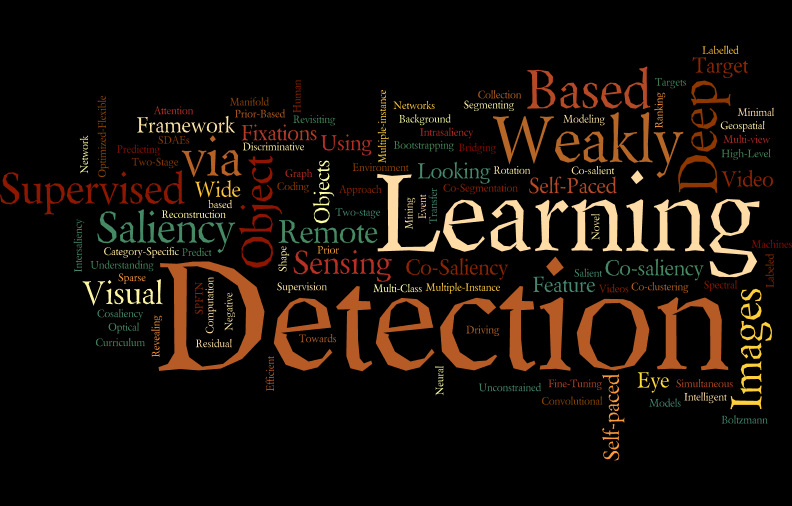 Labelled
Target
Human
Collection
Based
Targets
Manifold
Networks
Segmenting
Optimized-Flexible
Attention
Prior-Based
Revisiting
Multiple-instance
Background
Modeling
Ranking
Deep
Minimal
Framework
Fixations
Using
Intrasaliency
Weakly
Geospatial
Network
SDAEs
Discriminative
Bootstrapping
Bridging
Multi-view
Predicting
via
Object
High-Level
Two-Stage
Graph
Objects
Environment
Looking
Rotation
Co-salient
Video
Supervised
Wide
Coding
Approach
Co-Segmentation
Self-Paced
based
Mining
Event
Transfer
Learning
Reconstruction
Two-stage
Novel
Saliency
Remote
Intersaliency
Category-Specific
Predict
Shape
Prior
Machines
Understanding
Sensing
Co-Saliency
Salient
Co-saliency
Labeled
Sparse
Visual
SPFTN
Computation
Negative
Supervision
Multi-Class
Multiple-Instance
Feature
Videos
Co-clustering
Spectral
Detection
Images
Cosaliency
Optical
Revealing
Curriculum
Residual
Towards
Driving
Efficient
Neural
Unconstrained
Fine-Tuning
Self-paced
Eye
Simultaneous
Convolutional
Models
Intelligent
Boltzmann